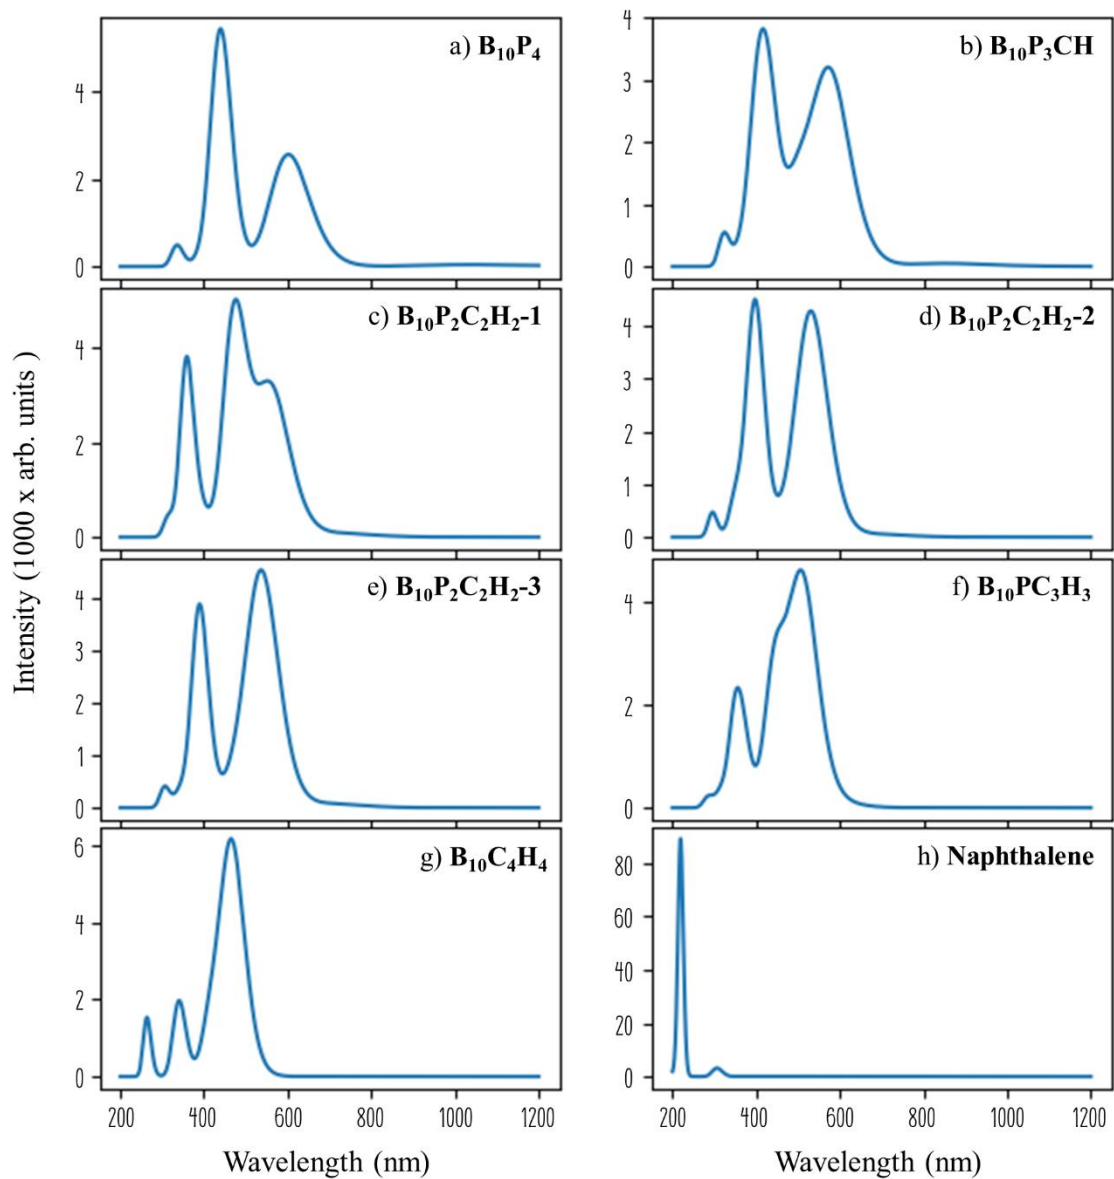 a) B₁₀P₄
4
2
0
b) B₁₀P₃CH
4
3
2
1
0
c) B₁₀P₂C₂H₂-1
4
2
0
d) B₁₀P₂C₂H₂-2
4
3
2
1
0
Intensity (1000 x arb. units )
e) B₁₀P₂C₂H₂-3
4
3
2
1
0
f) B₁₀PC₃H₃
4
2
0
g) B₁₀C₄H₄
6
4
2
0
h) Naphthalene
80
60
40
20
0
200 400 600 800 1000 1200
200 400 600 800 1000 1200
Wavelength (nm)
Wavelength (nm)